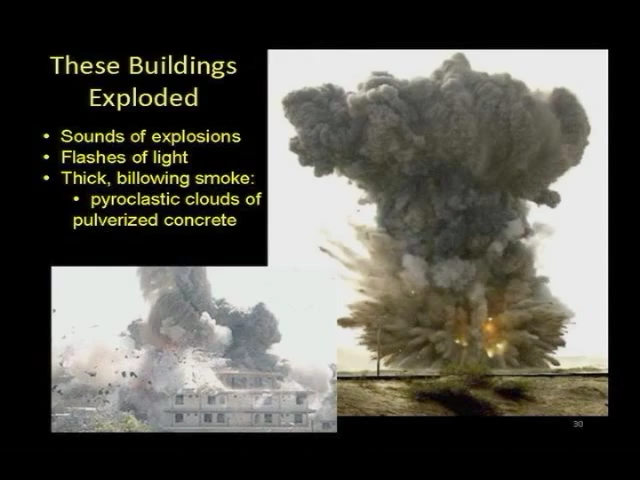 These Buildings
Exploded
• Sounds of explosions
• Flashes of light
• Thick, billowing smoke:
• pyroclastic clouds of
pulverized concrete
30